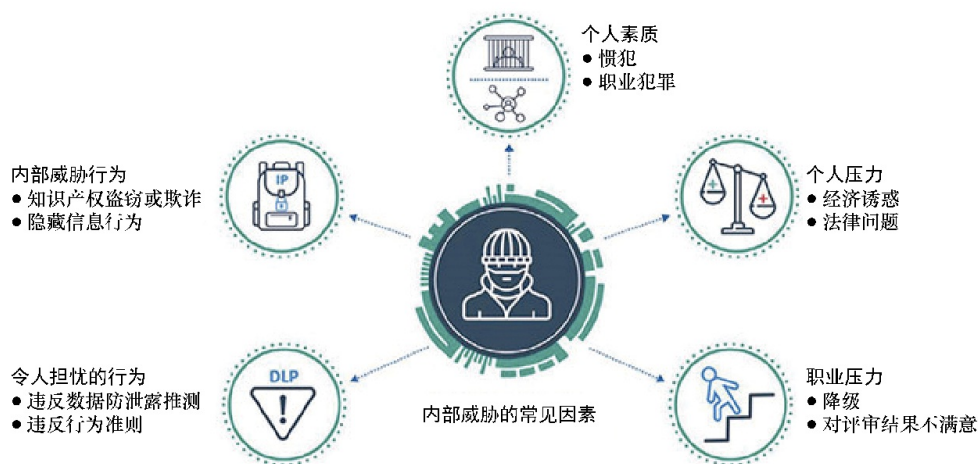 个人素质
● 惯犯
● 职业犯罪
内部威胁行为
● 知识产权盗窃或欺诈
● 隐藏信息行为
IP
个人压力
● 经济诱惑
● 法律问题
令人担忧的行为
● 违反数据防泄露推测
● 违反行为准则
DLP
内部威胁的常见因素
职业压力
● 降级
● 对评审结果不满意